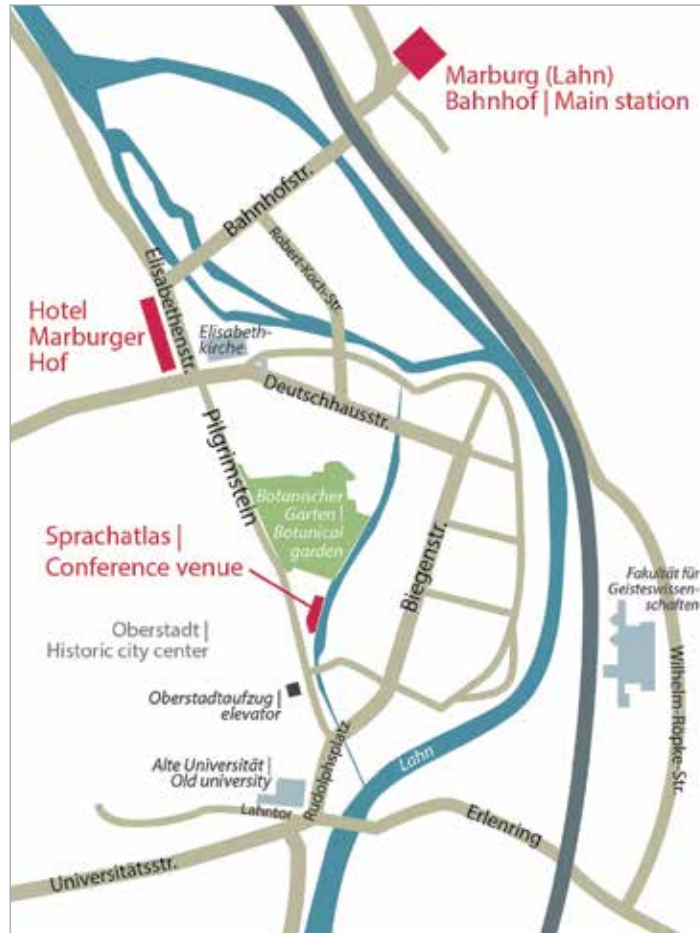 Marburg (Lahn)
Bahnhof | Main station
Bahnhofstr.
Robert-Koch-Str.
Elisabethenstr.
Hotel
Marburger
Hof
Elisabeth-
kirche
Deutschhausstr.
Pilgrimstein
Botanischer
Garten |
Botanical
garden
Sprachatlas |
Conference venue
Biegenstr.
Fakultät für
Geisteswissen-
schaften
Oberstadt |
Historic city center
Wilhelm-Röpke-Str.
Oberstadtaufzug |
elevator
Rudolphsplatz
Lahn
Alte Universität |
Old university
Lahntor
Erlenring
Universitätsstr.